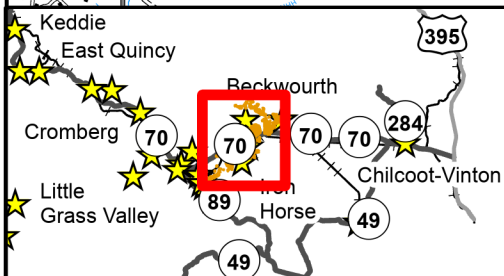 Keddie
395
East Quincy
Beckwourth
284
Cromberg
70
70
70
70
Chilcoot-Vinton
Little
Grass Valley
89
Iron
Horse
49
49